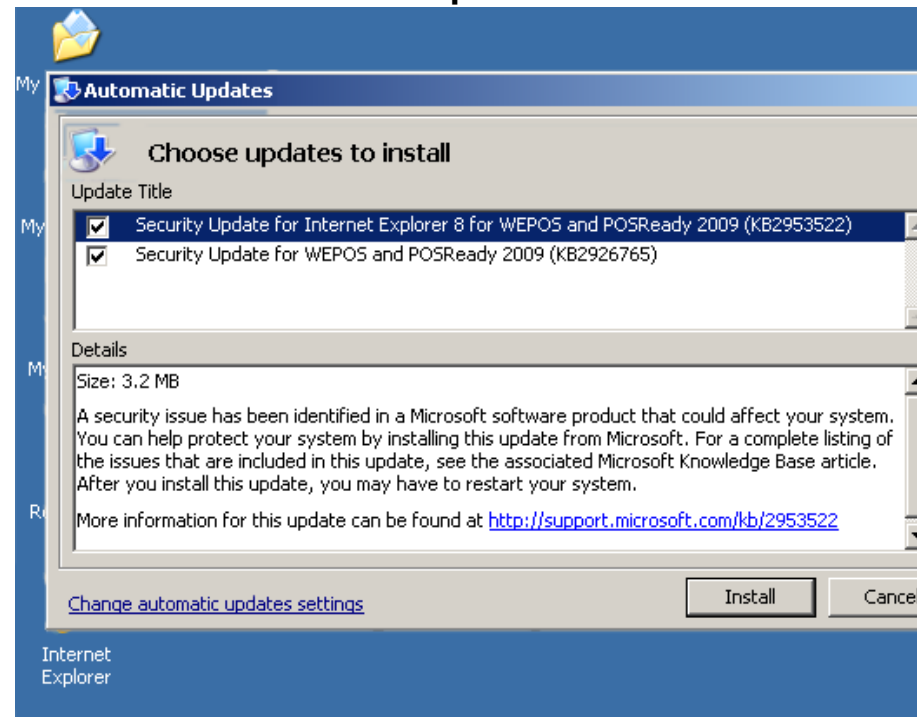 My
Automatic Updates
Choose updates to install
Update Title
My
Security Update for Internet Explorer 8 for WEPOS and POSReady 2009 (KB2953522)
Security Update for WEPOS and POSReady 2009 (KB2926765)
Details
My
Size: 3.2 MB
A security issue has been identified in a Microsoft software product that could affect your system.
You can help protect your system by installing this update from Microsoft. For a complete listing of
the issues that are included in this update, see the associated Microsoft Knowledge Base article.
After you install this update, you may have to restart your system.
More information for this update can be found at http://support.microsoft.com/kb/2953522
Change automatic updates settings
Install
Cancel
Internet
Explorer